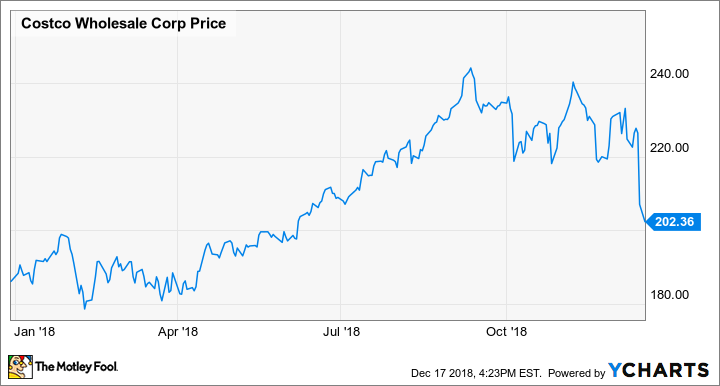 Costco Wholesale Corp Price
240.00
220.00
202.36
180.00
Jan '18
Apr '18
Jul '18
Oct '18
The Motley Fool.
Dec 17 2018, 4:23PM EST. Powered by YCHARTS